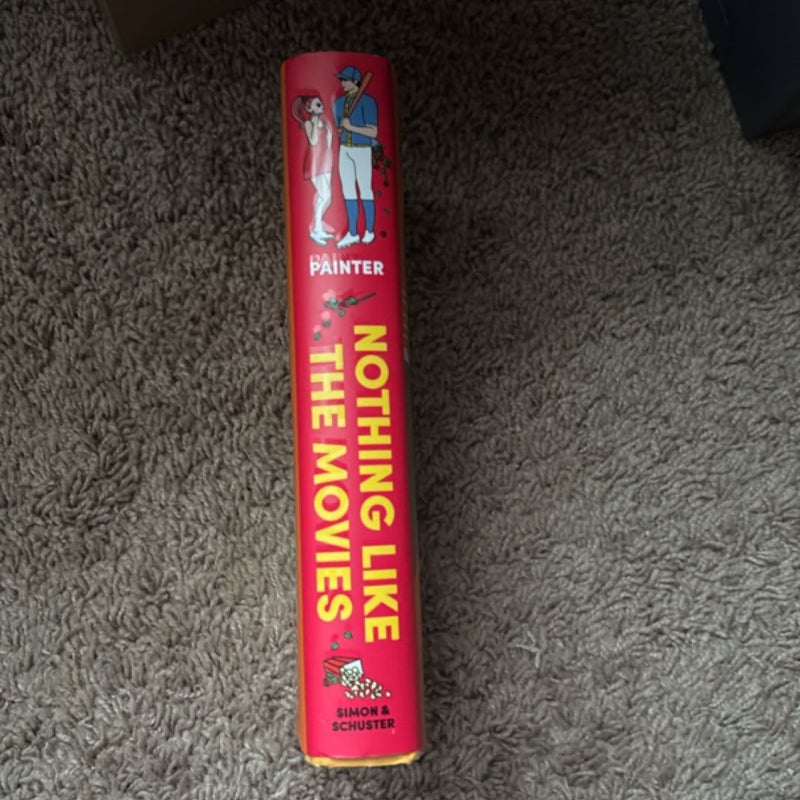 PAINTER
NOTHING LIKE
THE MOVIES
SIMON &
SCHUSTER